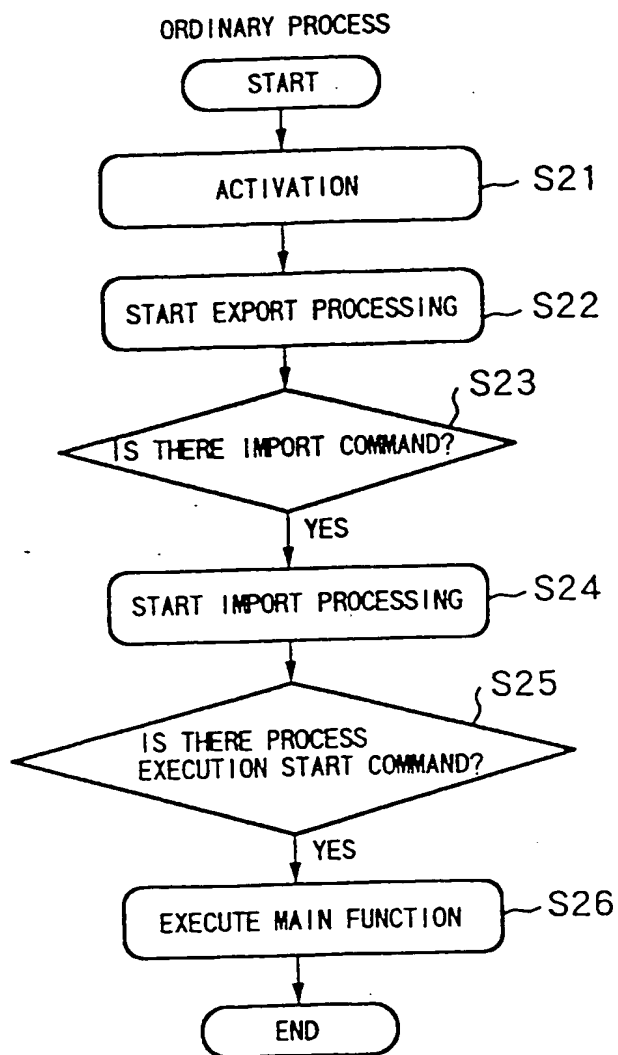 ORDINARY PROCESS
START
ACTIVATION
S21
START EXPORT PROCESSING
S22
S23
IS THERE IMPORT COMMAND?
YES
START IMPORT PROCESSING
S24
S25
IS THERE PROCESS
EXECUTION START COMMAND?
YES
EXECUTE MAIN FUNCTION
S26
END